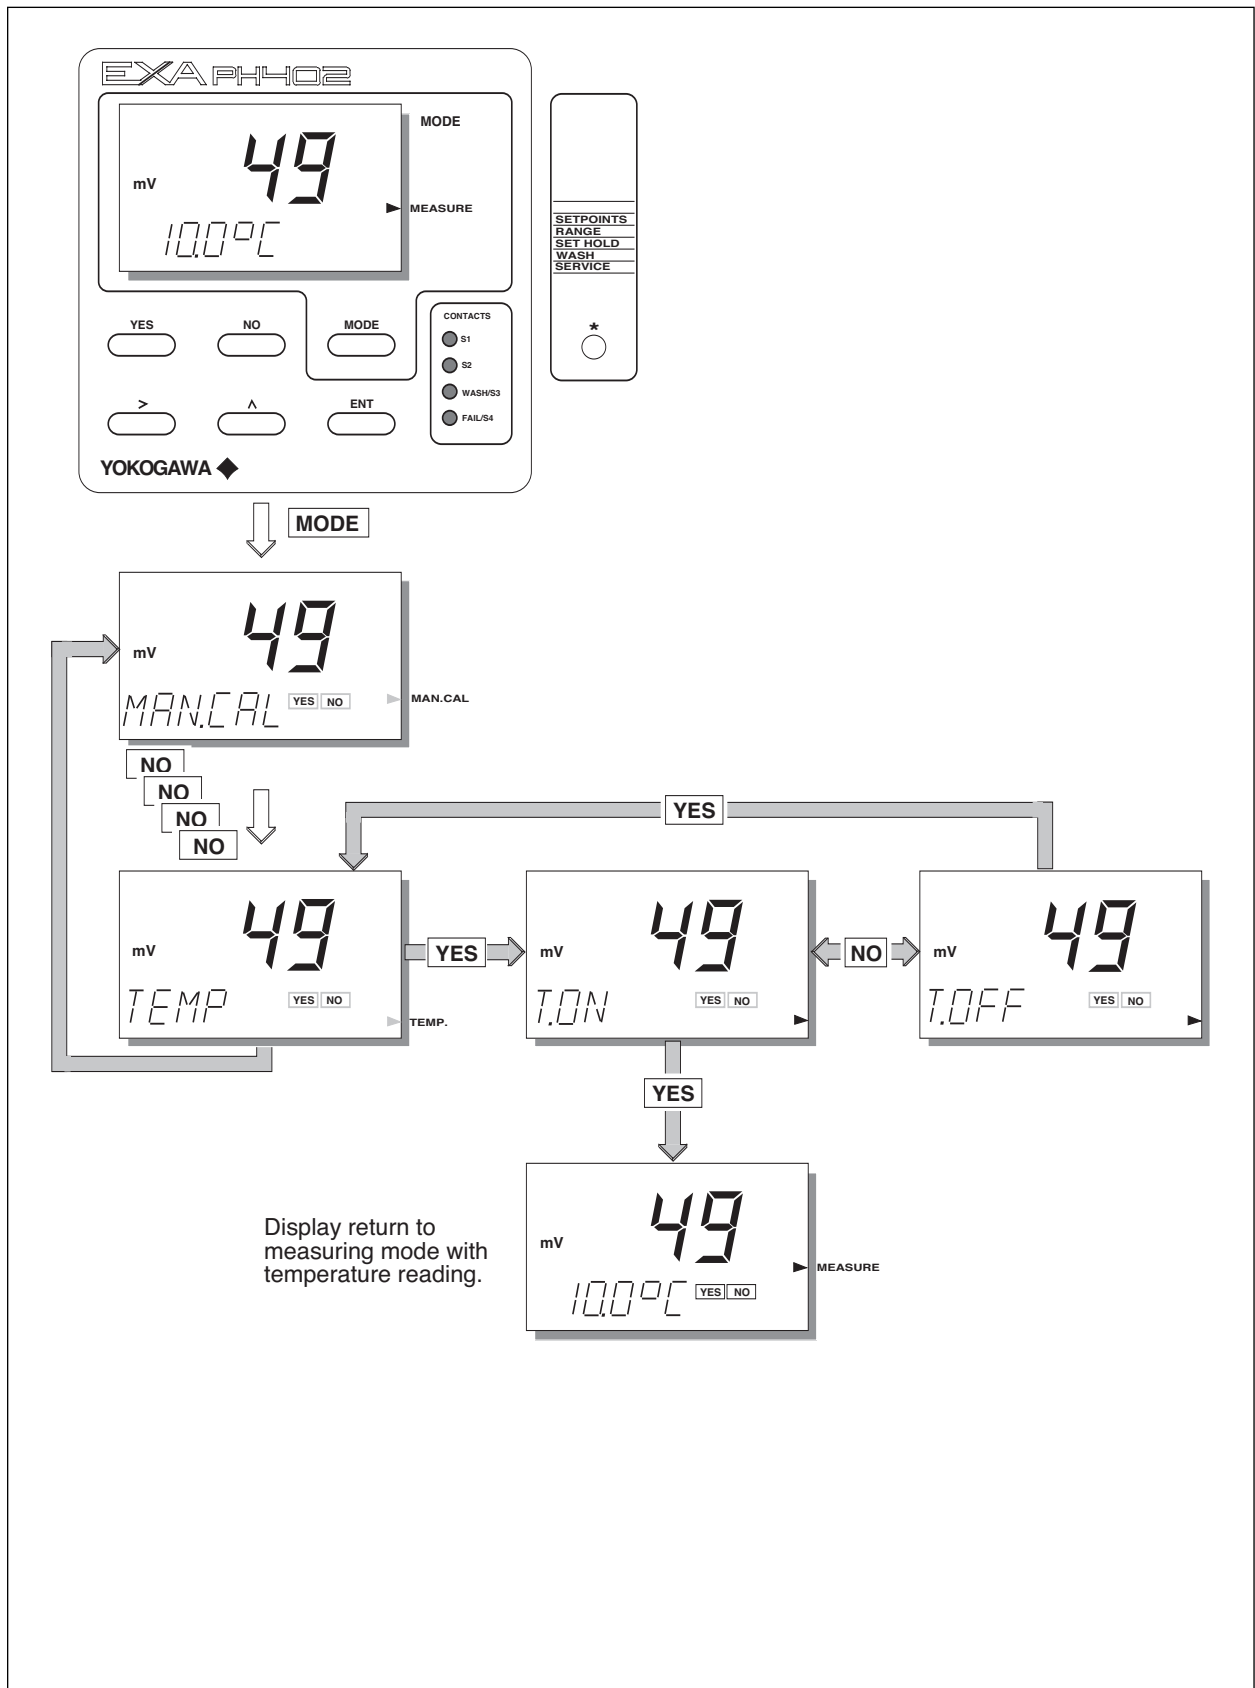 EXA PH402
MODE
49
mV
MEASURE
10.0°C
YES NO MODE
CONTACTS
S1
S2
WASH/S3
FAIL/S4
> ^ ENT
YOKOGAWA
SETPOINTS
RANGE
SET HOLD
WASH
SERVICE
*
MODE
49
mV
MAN.CAL YES NO
MAN.CAL
NO
NO
NO
NO
YES
49
mV
TEMP YES NO
TEMP.
YES
49
mV
T.ON YES NO
NO
49
mV
T.OFF YES NO
YES
Display return to
measuring mode with
temperature reading.
49
mV
MEASURE
10.0°C YES NO